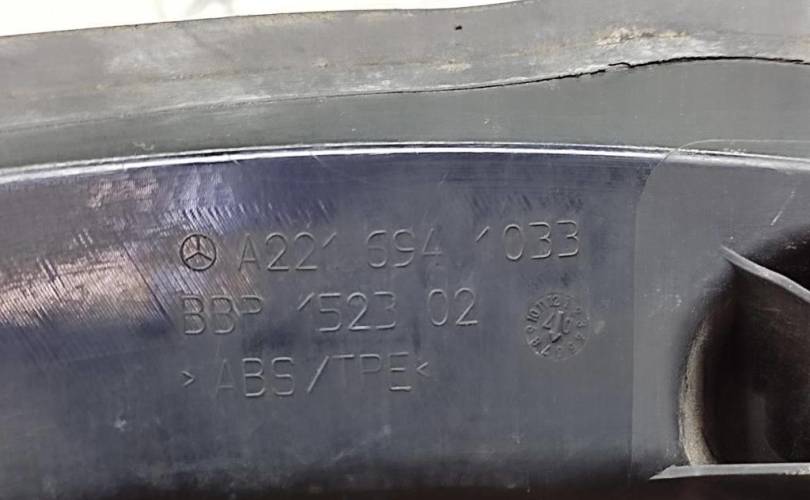 A221 694 1033
BBP 1523 02
>ABS/TPE<